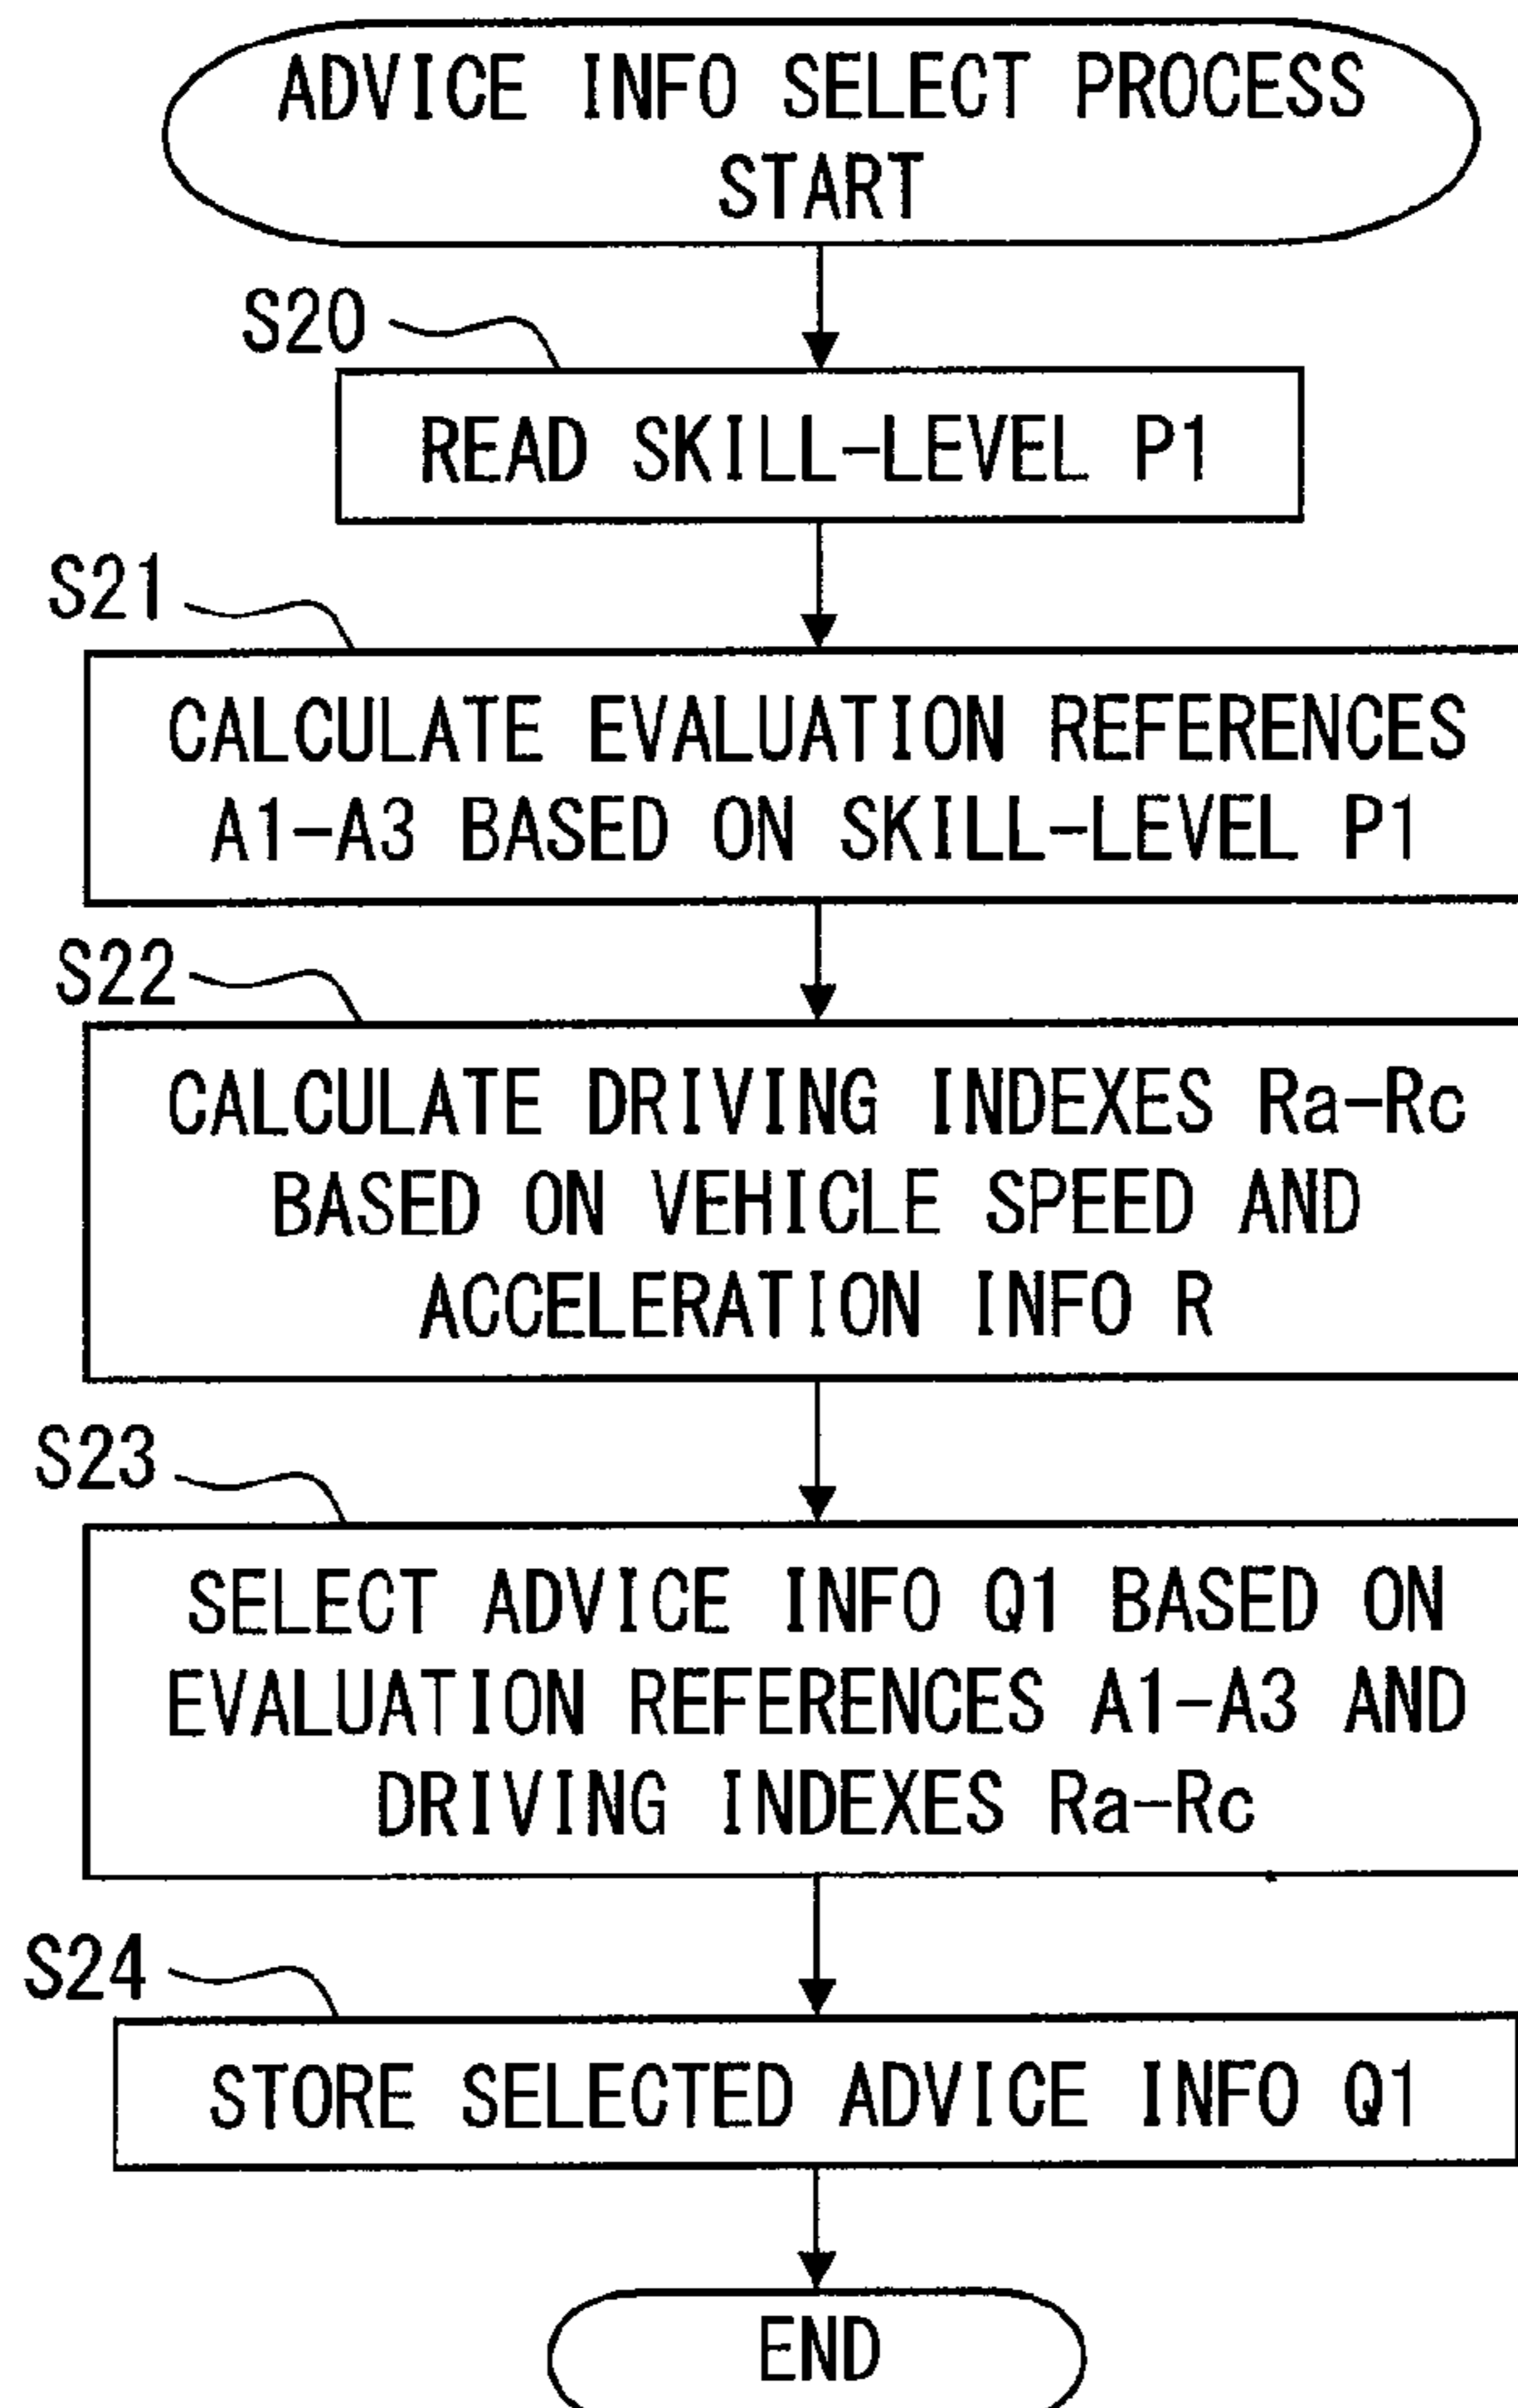 ADVICE INFO SELECT PROCESS
START
S20
READ SKILL-LEVEL P1
S21
CALCULATE EVALUATION REFERENCES
A1-A3 BASED ON SKILL-LEVEL P1
S22
CALCULATE DRIVING INDEXES Ra-Rc
BASED ON VEHICLE SPEED AND
ACCELERATION INFO R
S23
SELECT ADVICE INFO Q1 BASED ON
EVALUATION REFERENCES A1-A3 AND
DRIVING INDEXES Ra-Rc
S24
STORE SELECTED ADVICE INFO Q1
END